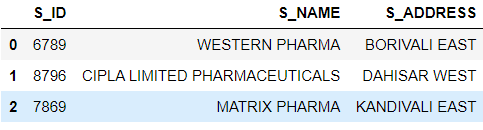 S_ID S_NAME S_ADDRESS
0 6789 WESTERN PHARMA BORIVALI EAST
1 8796 CIPLA LIMITED PHARMACEUTICALS DAHISAR WEST
2 7869 MATRIX PHARMA KANDIVALI EAST